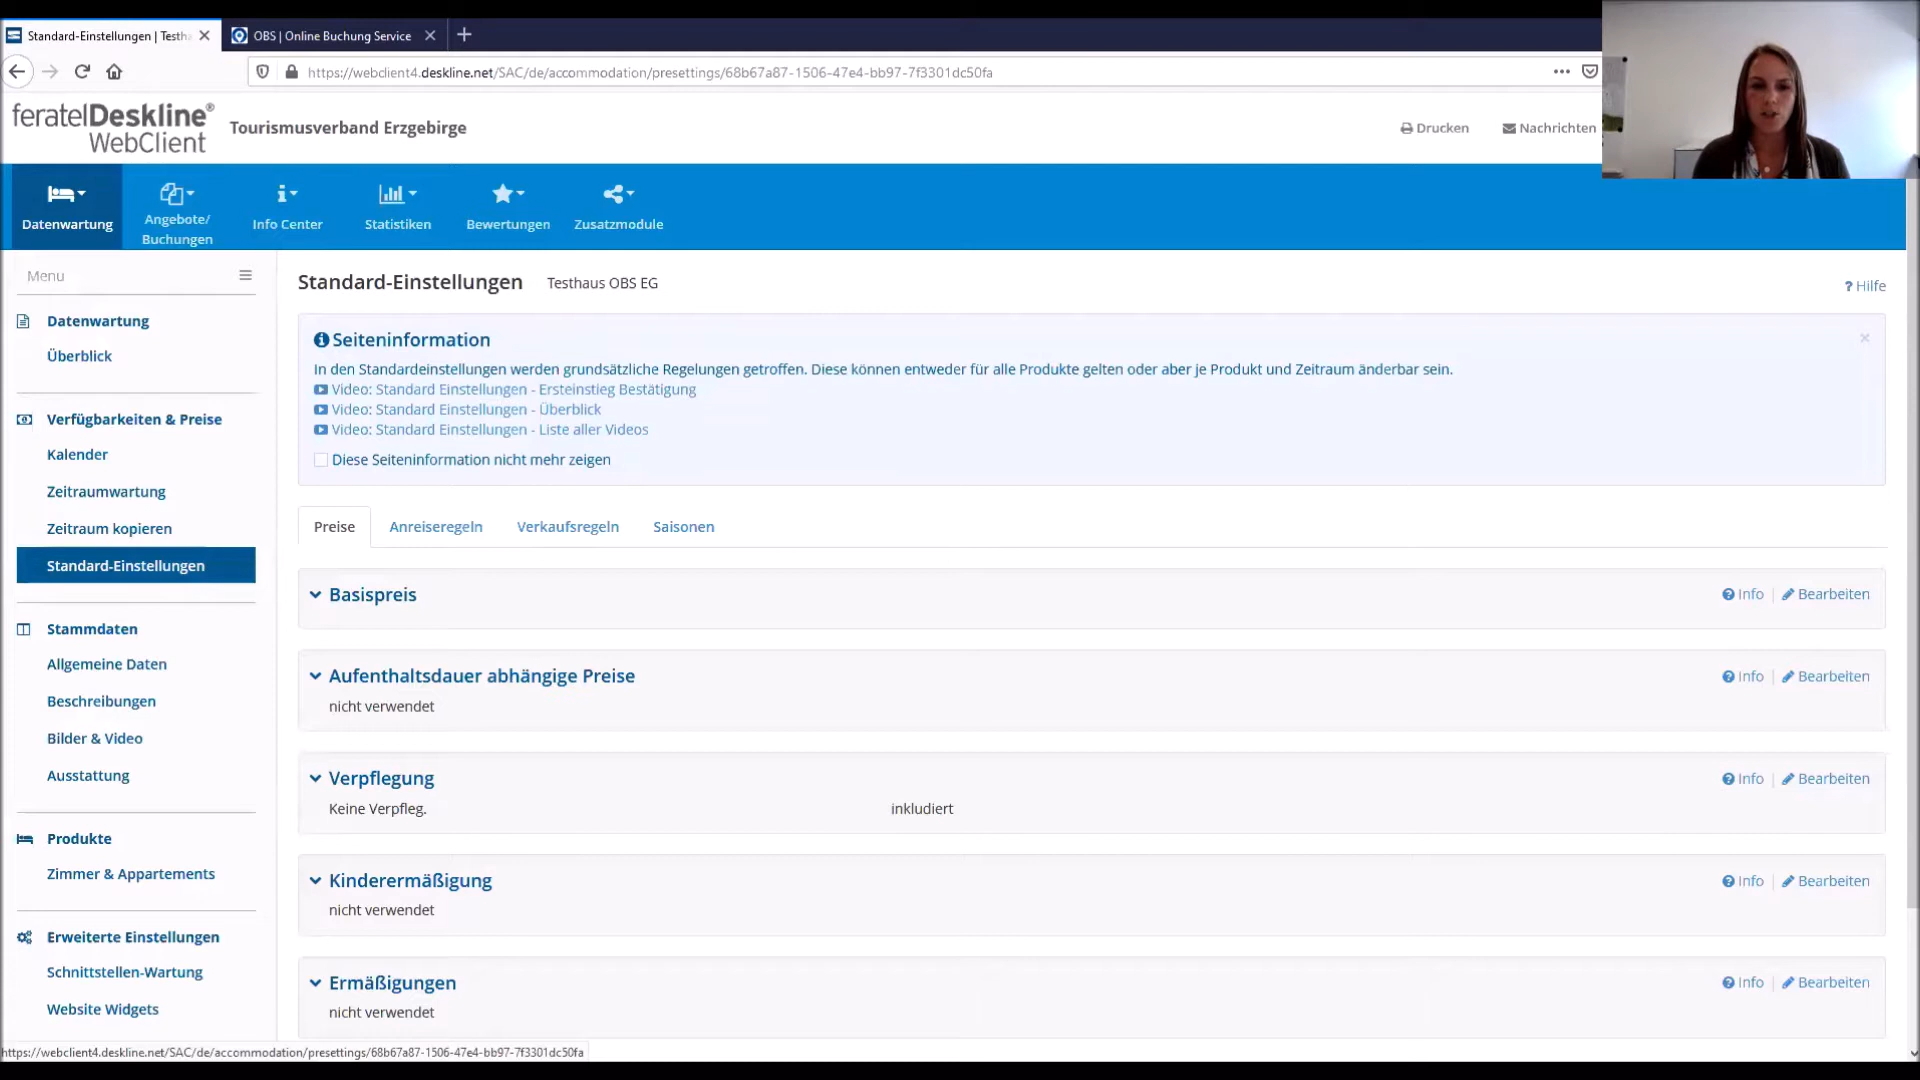 Standard-Einstellungen | Testha
OBS | Online Buchung Service
https://webclient4.deskline.net/SAC/de/accommodation/presettings/68b67a87-1506-47e4-bb97-7f3301dc50fa
feratelDeskline®
WebClient
Tourismusverband Erzgebirge
Drucken
Nachrichten
Datenwartung
Angebote/
Buchungen
Info Center
Statistiken
Bewertungen
Zusatzmodule
Menu
Datenwartung
Überblick
Verfügbarkeiten & Preise
Kalender
Zeitraumwartung
Zeitraum kopieren
Standard-Einstellungen
Stammdaten
Allgemeine Daten
Beschreibungen
Bilder & Video
Ausstattung
Produkte
Zimmer & Appartements
Erweiterte Einstellungen
Schnittstellen-Wartung
Website Widgets
Standard-Einstellungen Testhaus OBS EG
? Hilfe
Seiteninformation
In den Standardeinstellungen werden grundsätzliche Regelungen getroffen. Diese können entweder für alle Produkte gelten oder aber je Produkt und Zeitraum änderbar sein.
Video: Standard Einstellungen - Ersteinstieg Bestätigung
Video: Standard Einstellungen - Überblick
Video: Standard Einstellungen - Liste aller Videos
Diese Seiteninformation nicht mehr zeigen
Preise Anreiseregeln Verkaufsregeln Saisonen
Basispreis Info | Bearbeiten
Aufenthaltsdauer abhängige Preise Info | Bearbeiten
nicht verwendet
Verpflegung Info | Bearbeiten
Keine Verpfleg. inkludiert
Kinderermäßigung Info | Bearbeiten
nicht verwendet
Ermäßigungen Info | Bearbeiten
nicht verwendet
https://webclient4.deskline.net/SAC/de/accommodation/presettings/68b67a87-1506-47e4-bb97-7f3301dc50fa